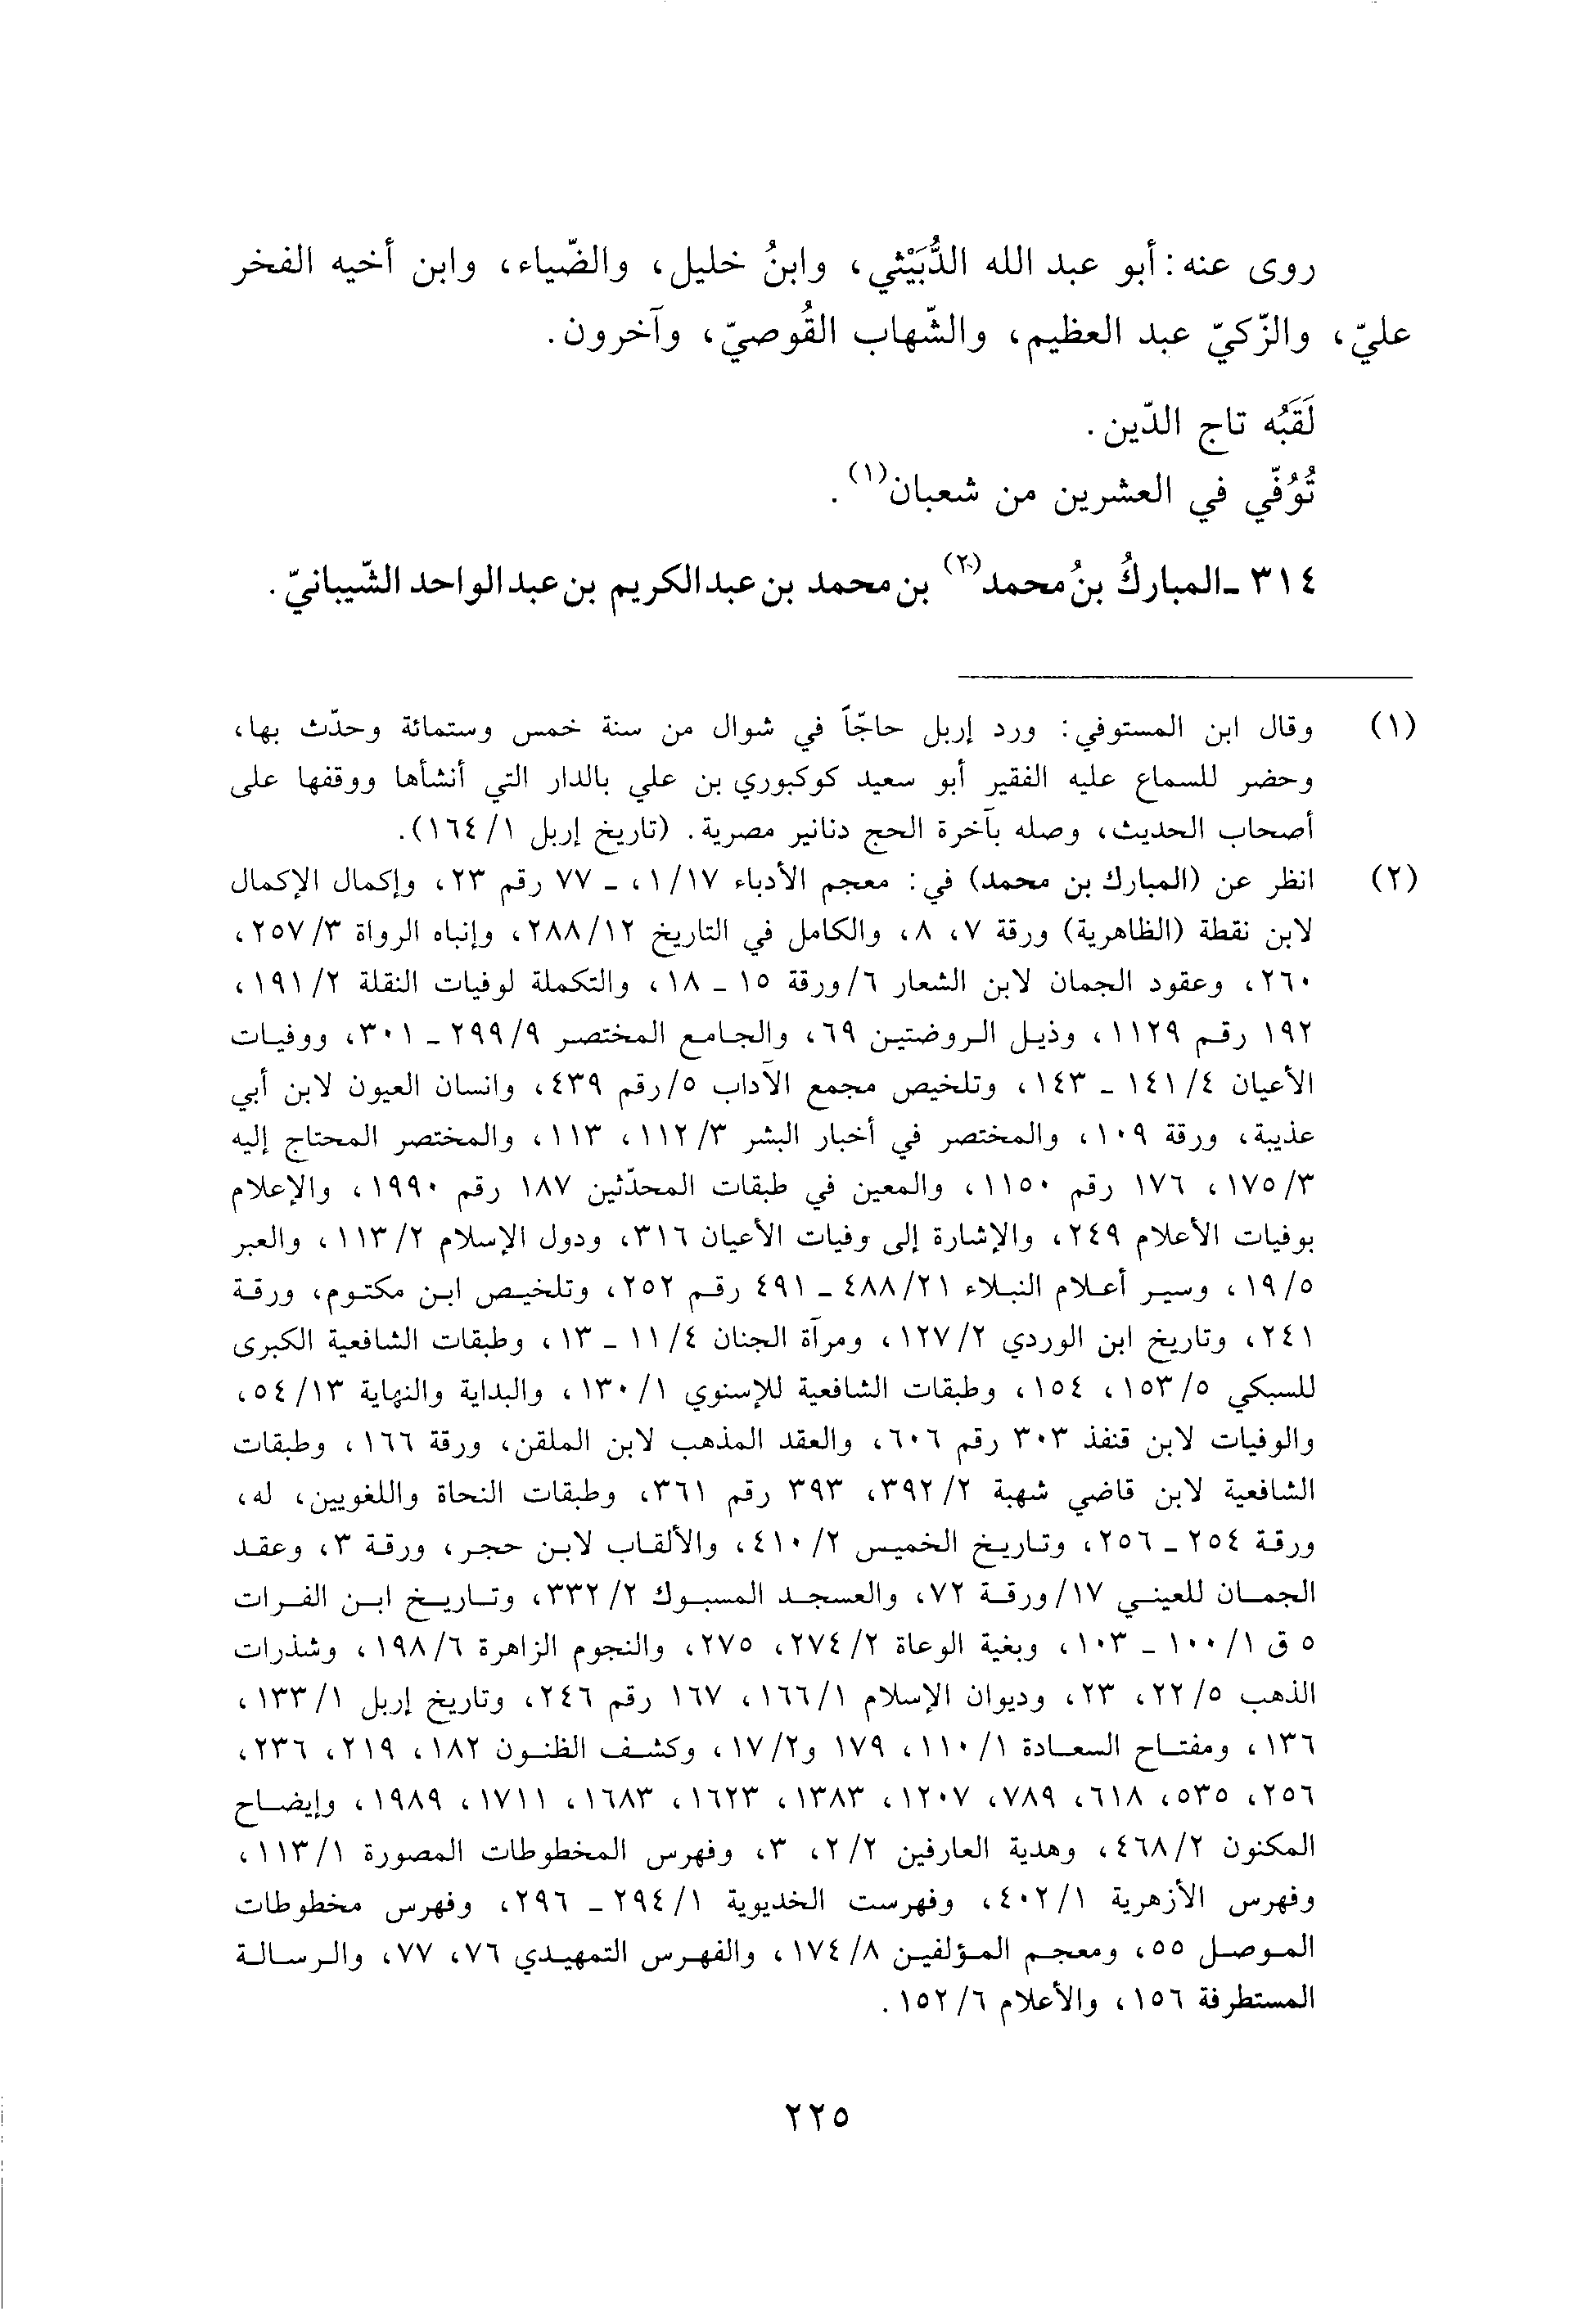 روى عنه: أبو عبد الله الدُّبَيْثي، وابنُ خليل، والضّياء، وابن أخيه الفخر
عليّ، والزّكيّ عبد العظيم، والشّهاب القُوصيّ، وآخرون.
لَقَبُه تاج الدّين.
تُوُفّي في العشرين من شعبان(١).
٣١٤ ـ المباركُ بنُ محمد(٢) بن محمد بن عبد الكريم بن عبد الواحد الشّيبانيّ.
(١) وقال ابن المستوفي: ورد إربل حاجّاً في شوال من سنة خمس وستمائة وحدّث بها،
وحضر للسماع عليه الفقير أبو سعيد كوكبوري بن علي بالدار التي أنشأها ووقفها على
أصحاب الحديث، وصله بآخرة الحج دنانير مصرية. (تاريخ إربل ١/ ١٦٤).
(٢) انظر عن (المبارك بن محمد) في: معجم الأدباء ١٧/ ١، ـ ٧٧ رقم ٢٣، وإكمال الإكمال
لابن نقطة (الظاهرية) ورقة ٧، ٨، والكامل في التاريخ ١٢/ ٢٨٨، وإنباه الرواة ٣/ ٢٥٧،
٢٦٠، وعقود الجمان لابن الشعار ٦/ ورقة ١٥ ـ ١٨، والتكملة لوفيات النقلة ٢/ ١٩١،
١٩٢ رقم ١١٢٩، وذيل الروضتين ٦٩، والجامع المختصر ٩/ ٢٩٩ ـ ٣٠١، ووفيات
الأعيان ٤/ ١٤١ ـ ١٤٣، وتلخيص مجمع الآداب ٥/ رقم ٤٣٩، وانسان العيون لابن أبي
عذيبة، ورقة ١٠٩، والمختصر في أخبار البشر ٣/ ١١٢، ١١٣، والمختصر المحتاج إليه
٣/ ١٧٥، ١٧٦ رقم ١١٥٠، والمعين في طبقات المحدّثين ١٨٧ رقم ١٩٩٠، والإعلام
بوفيات الأعلام ٢٤٩، والإشارة إلى وفيات الأعيان ٣١٦، ودول الإسلام ٢/ ١١٣، والعبر
٥/ ١٩، وسير أعلام النبلاء ٢١/ ٤٨٨ ـ ٤٩١ رقم ٢٥٢، وتلخيص ابن مكتوم، ورقة
٢٤١، وتاريخ ابن الوردي ٢/ ١٢٧، ومرآة الجنان ٤/ ١١ ـ ١٣، وطبقات الشافعية الكبرى
للسبكي ٥/ ١٥٣، ١٥٤، وطبقات الشافعية للإسنوي ١/ ١٣٠، والبداية والنهاية ١٣/ ٥٤،
والوفيات لابن قنفذ ٣٠٣ رقم ٦٠٦، والعقد المذهب لابن الملقن، ورقة ١٦٦، وطبقات
الشافعية لابن قاضي شهبة ٢/ ٣٩٢، ٣٩٣ رقم ٣٦١، وطبقات النحاة واللغويين، له،
ورقة ٢٥٤ ـ ٢٥٦، وتاريخ الخميس ٢/ ٤١٠، والألقاب لابن حجر، ورقة ٣، وعقد
الجمان للعيني ١٧/ ورقة ٧٢، والعسجد المسبوك ٢/ ٣٣٢، وتاريخ ابن الفرات
٥ ق ١/ ١٠٠ ـ ١٠٣، وبغية الوعاة ٢/ ٢٧٤، ٢٧٥، والنجوم الزاهرة ٦/ ١٩٨، وشذرات
الذهب ٥/ ٢٢، ٢٣، وديوان الإسلام ١/ ١٦٦، ١٦٧ رقم ٢٤٦، وتاريخ إربل ١/ ١٣٣،
١٣٦، ومفتاح السعادة ١/ ١١٠، ١٧٩ و٢/ ١٧، وكشف الظنون ١٨٢، ٢١٩، ٢٣٦،
٢٥٦، ٥٣٥، ٦١٨، ٧٨٩، ١٢٠٧، ١٣٨٣، ١٦٢٣، ١٦٨٣، ١٧١١، ١٩٨٩، وإيضاح
المكنون ٢/ ٤٦٨، وهدية العارفين ٢/ ٢، ٣، وفهرس المخطوطات المصورة ١/ ١١٣،
وفهرس الأزهرية ١/ ٤٠٢، وفهرست الخديوية ١/ ٢٩٤ ـ ٢٩٦، وفهرس مخطوطات
الموصل ٥٥، ومعجم المؤلفين ٨/ ١٧٤، والفهرس التمهيدي ٧٦، ٧٧، والرسالة
المستطرفة ١٥٦، والأعلام ٦/ ١٥٢.
٢٢٥